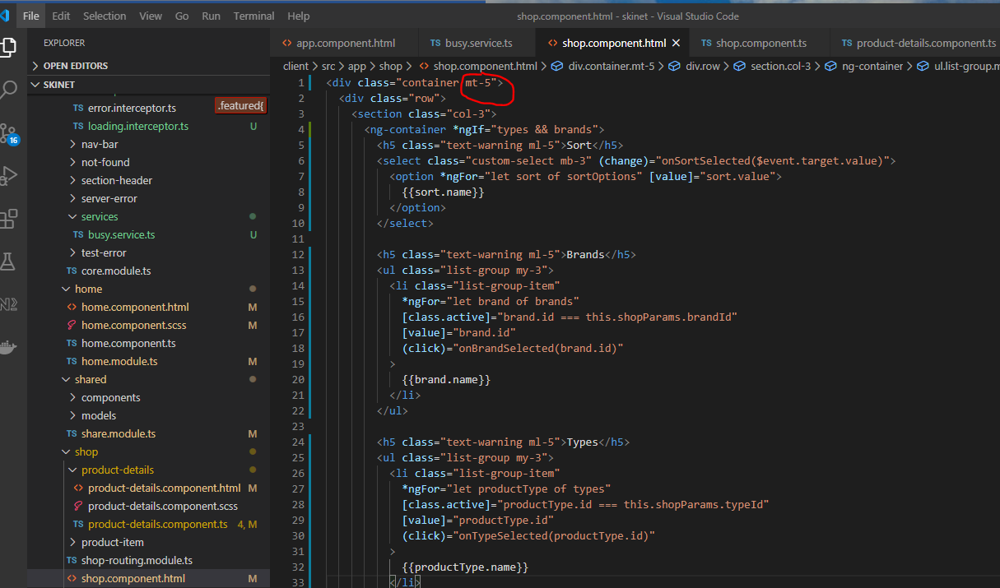 File Edit Selection View Go Run Terminal Help shop.component.html - skinet - Visual Studio Code
EXPLORER
OPEN EDITORS
SKINET
TS error.interceptor.ts
.featured{
TS loading.interceptor.ts U
nav-bar
not-found
section-header
server-error
services
TS busy.service.ts U
test-error
TS core.module.ts
home
home.component.html M
home.component.scss M
TS home.component.ts
TS home.module.ts M
shared
components
models
TS share.module.ts M
shop
product-details
product-details.component.html M
product-details.component.scss
TS product-details.component.ts 4, M
product-item
TS shop-routing.module.ts
shop.component.html M
16
app.component.html TS busy.service.ts shop.component.html TS shop.component.ts TS product-details.component.ts
client > src > app > shop > shop.component.html > div.container.mt-5 > div.row > section.col-3 > ng-container > ul.list-group.m
1 <div class="container mt-5">
2 <div class="row">
3 <section class="col-3">
4 <ng-container *ngIf="types && brands">
5 <h5 class="text-warning ml-5">Sort</h5>
6 <select class="custom-select mb-3" (change)="onSortSelected($event.target.value)">
7 <option *ngFor="let sort of sortOptions" [value]="sort.value">
8 {{sort.name}}
9 </option>
10 </select>
11
12 <h5 class="text-warning ml-5">Brands</h5>
13 <ul class="list-group my-3">
14 <li class="list-group-item"
15 *ngFor="let brand of brands"
16 [class.active]="brand.id === this.shopParams.brandId"
17 [value]="brand.id"
18 (click)="onBrandSelected(brand.id)"
19 >
20 {{brand.name}}
21 </li>
22 </ul>
23
24 <h5 class="text-warning ml-5">Types</h5>
25 <ul class="list-group my-3">
26 <li class="list-group-item"
27 *ngFor="let productType of types"
28 [class.active]="productType.id === this.shopParams.typeId"
29 [value]="productType.id"
30 (click)="onTypeSelected(productType.id)"
31 >
32 {{productType.name}}
33 </li>